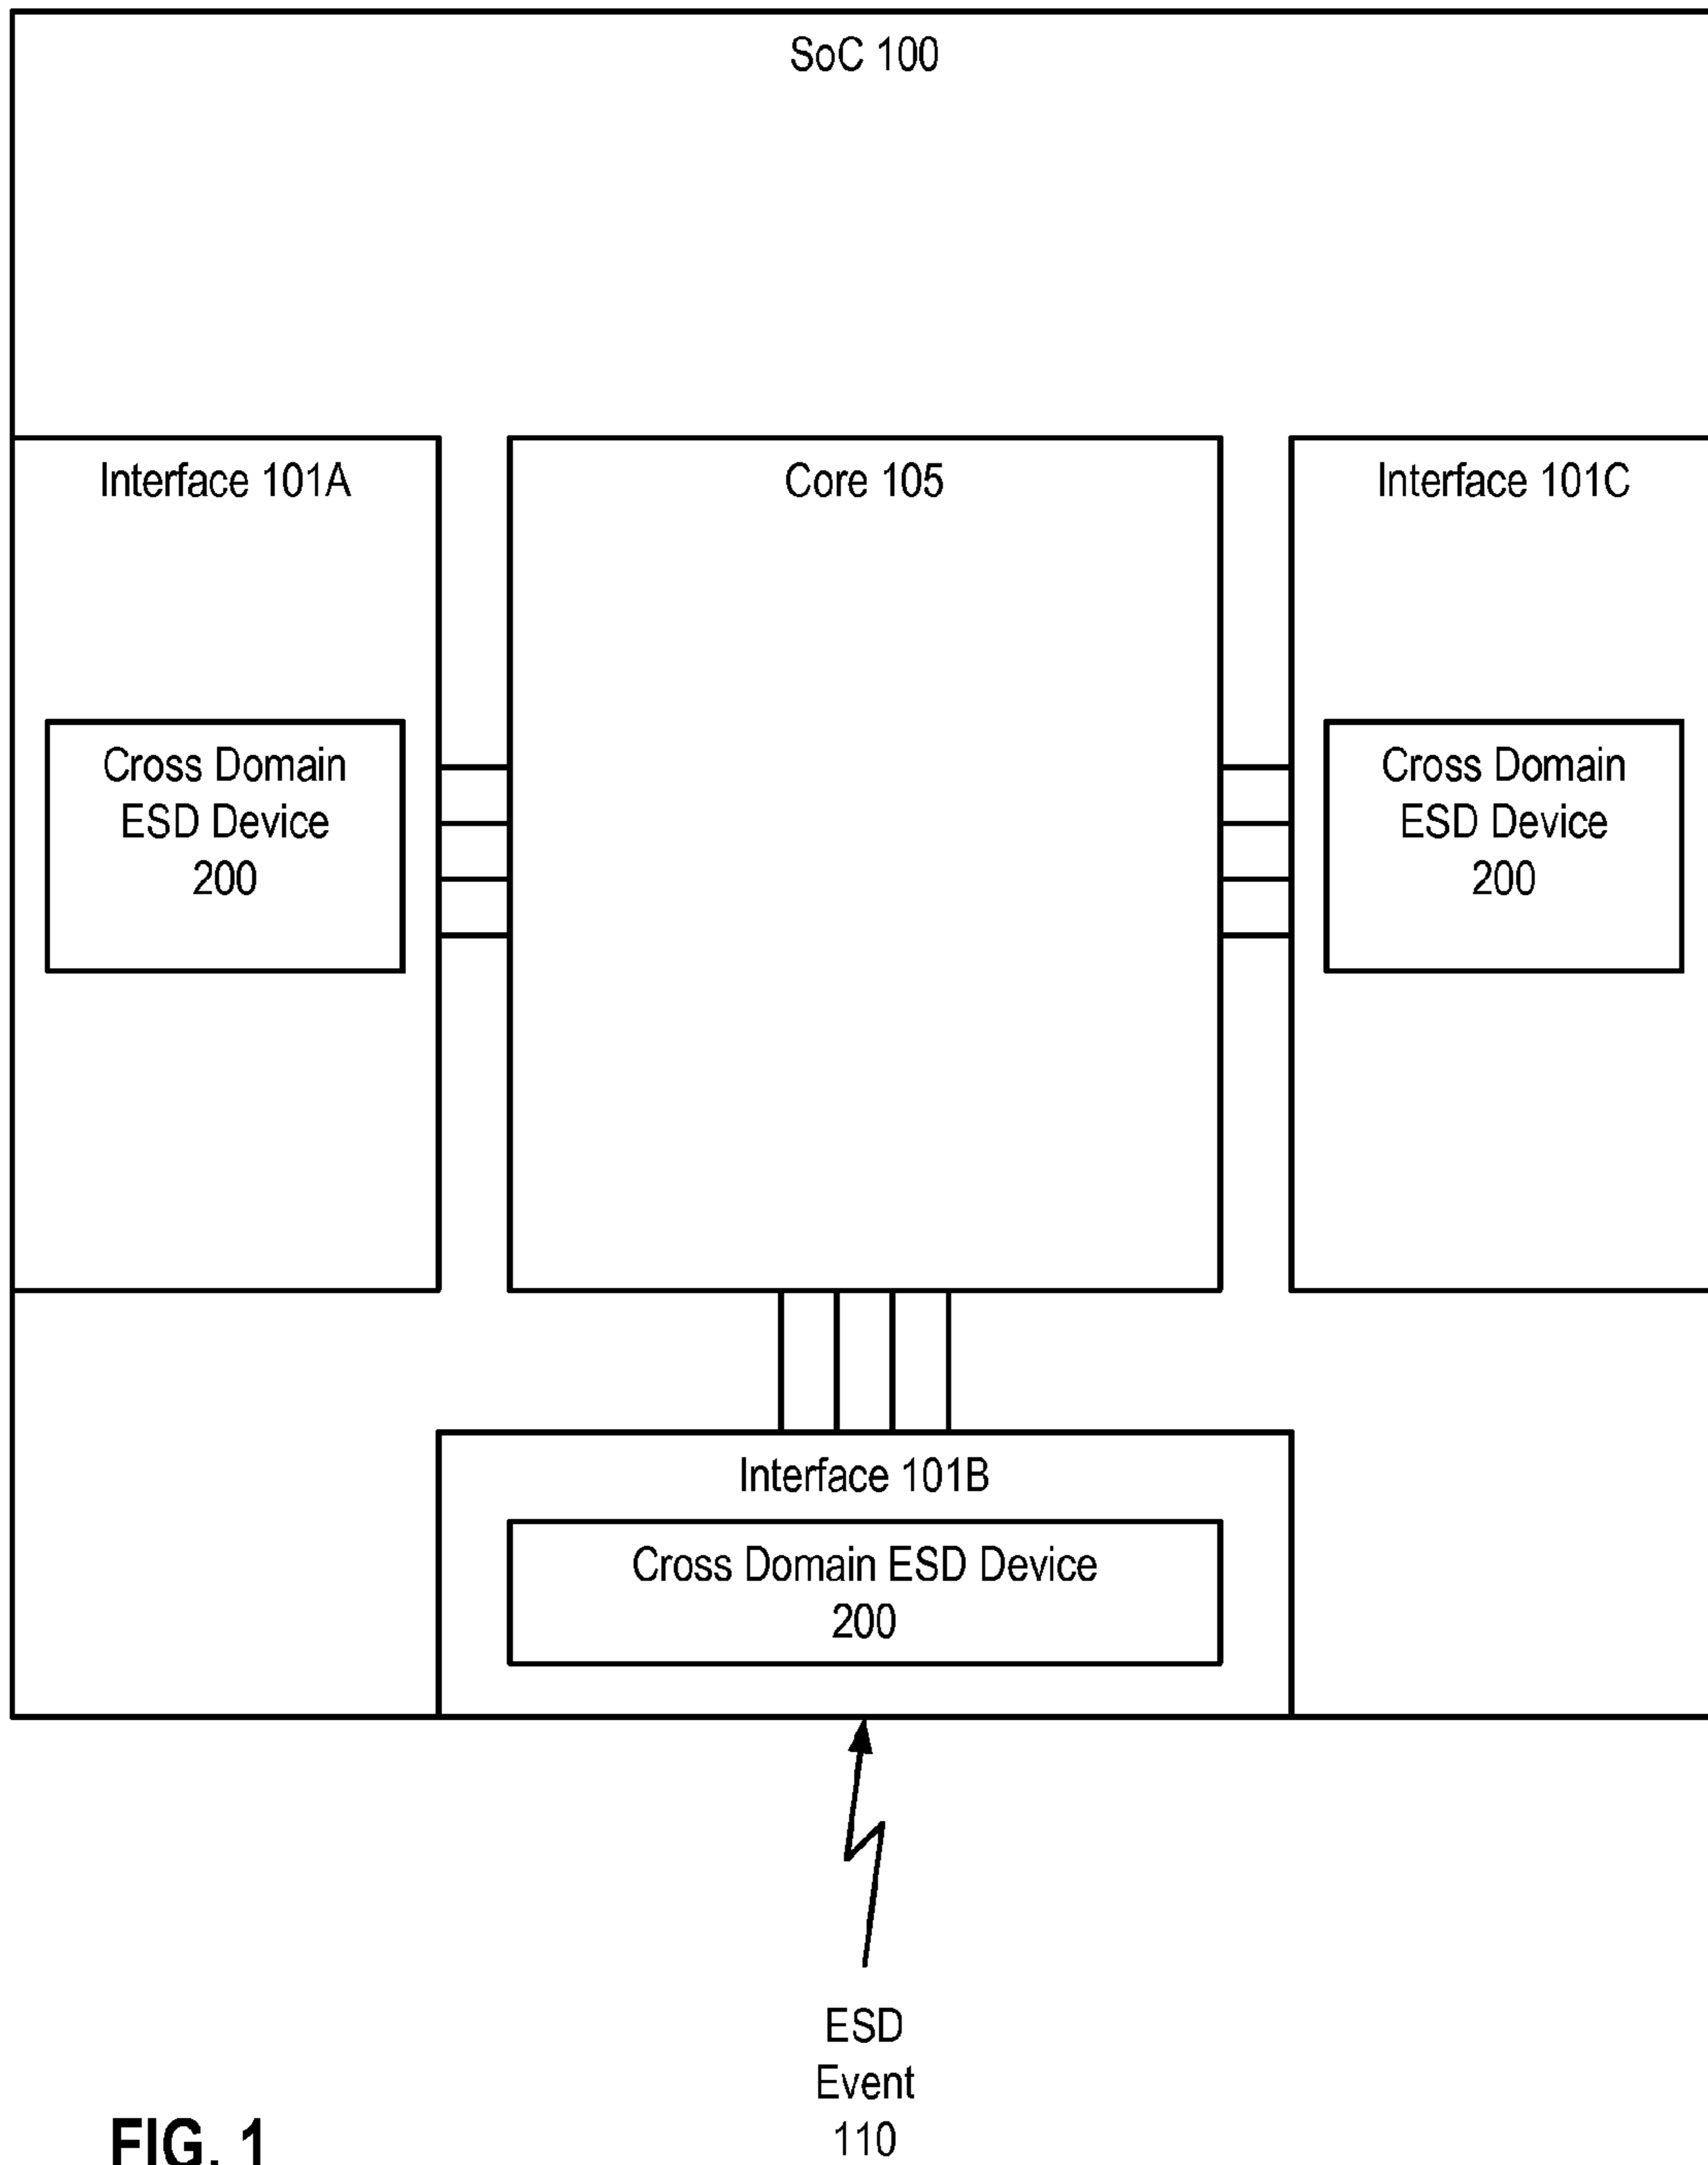 SoC 100
Interface 101A
Core 105
Interface 101C
Cross Domain
ESD Device
200
Cross Domain
ESD Device
200
Interface 101B
Cross Domain ESD Device
200
ESD
Event
110
FIG. 1